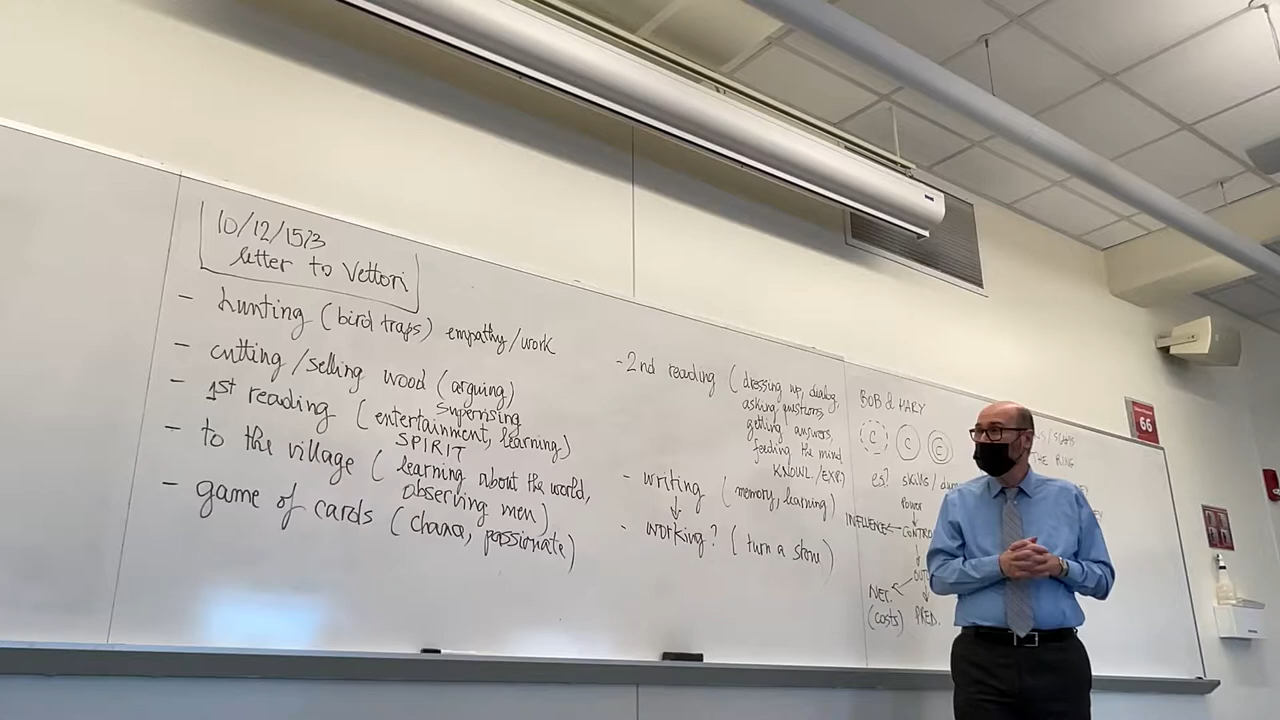 10/12/1513
letter to Vettori
- hunting (bird traps) empathy/work
- cutting/selling wood (arguing)
supervising
- 1st reading (entertainment, learning)
SPIRIT
- to the village (learning about the world,
observing men)
- game of cards (chance, passionate)
- 2nd reading (dressing up, dialog,
asking questions,
getting answers,
feeding the mind
KNOWL./EXP.)
- writing (memory, learning)
- working? (turn a stone)
BOB & MARY
C C C
es? skills/
Power
INFLUENCE ← CONTRO
OUT
NET.
(costs) PRED.
THE RING
66